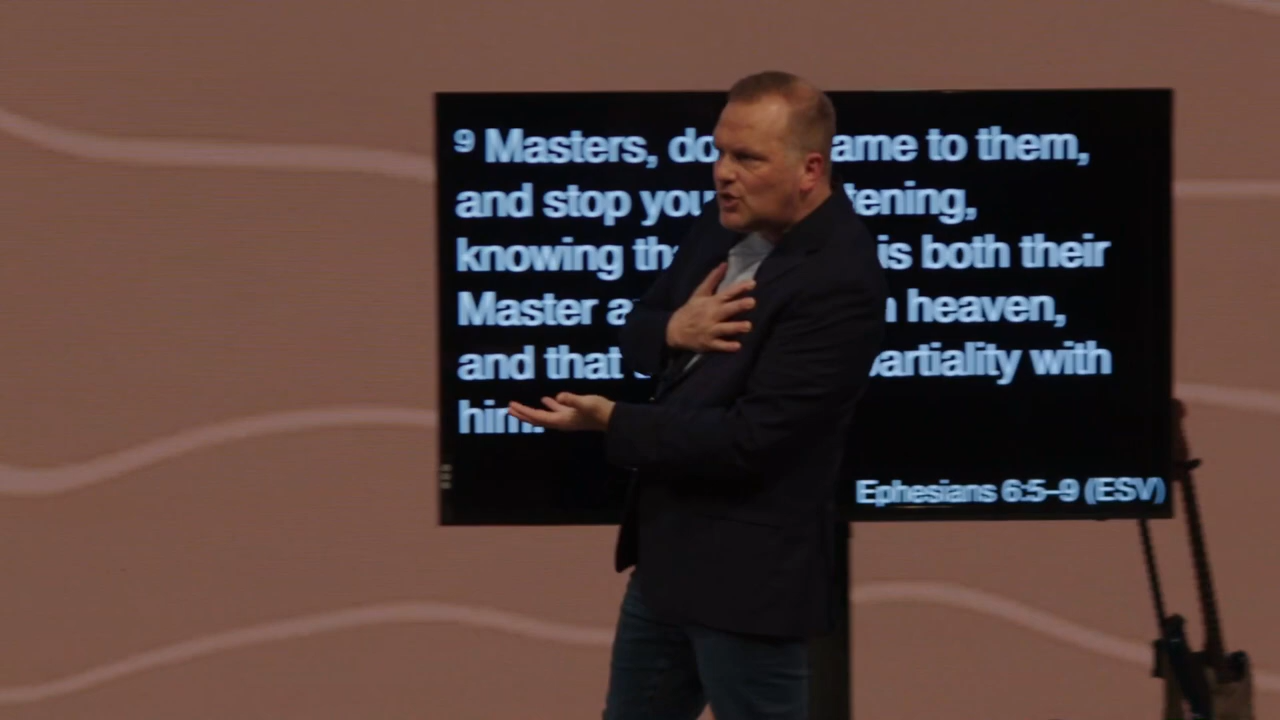 9 Masters, do ame to them,
and stop you tening,
knowing th is both their
Master a heaven,
and that partiality with
him.
Ephesians 6:5–9 (ESV)